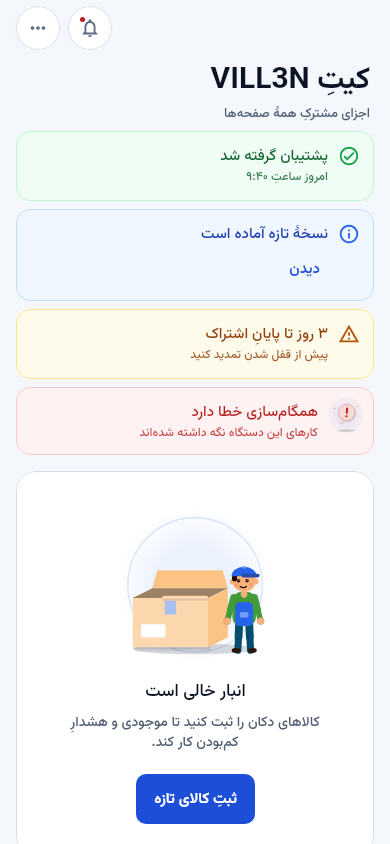 کیتِ VILL3N
اجزای مشترکِ همهٔ صفحه‌ها
پشتیبان گرفته شد
امروز ساعتِ ۹:۴۰
نسخهٔ تازه آماده است
دیدن
۳ روز تا پایانِ اشتراک
پیش از قفل شدن تمدید کنید
همگام‌سازی خطا دارد
کارهای این دستگاه نگه داشته شده‌اند
انبار خالی است
کالاهای دکان را ثبت کنید تا موجودی و هشدارِ
کم‌بودن کار کند.
ثبتِ کالای تازه